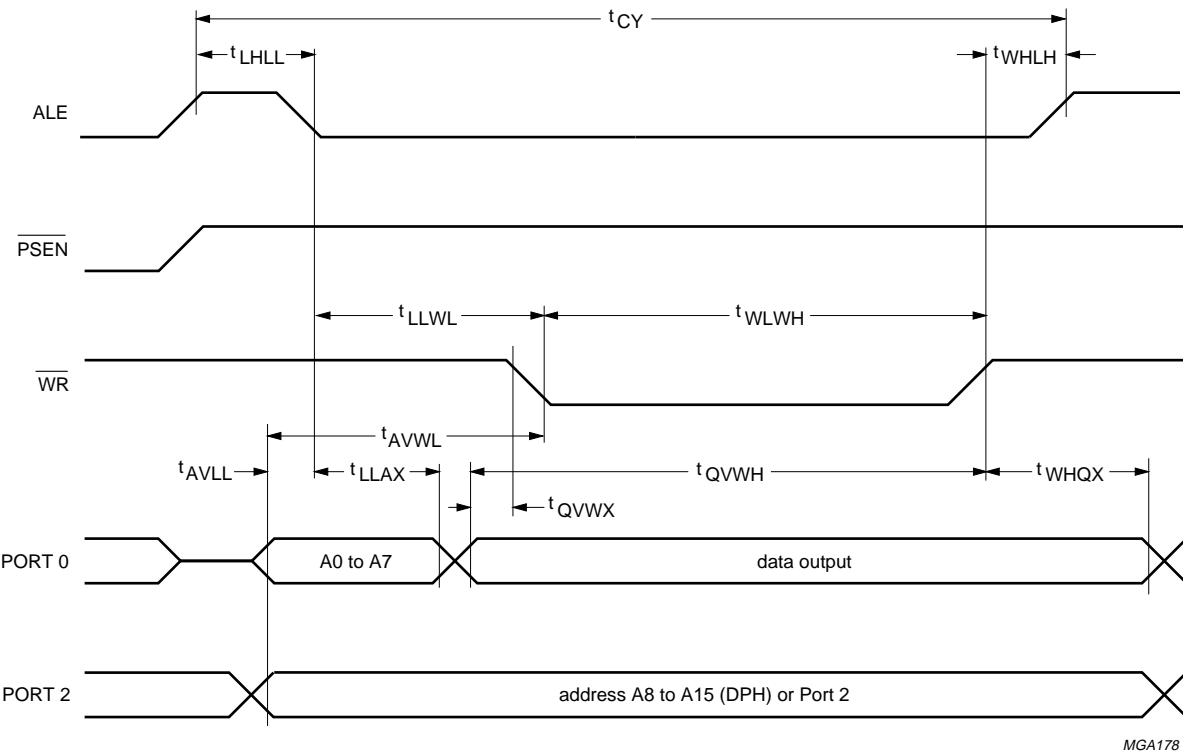 tCY
tLHLL
tWHLH
ALE
PSEN
tLLWL
tWLWH
WR
tAVWL
tAVLL
tLLAX
tQVWH
tWHQX
tQVWX
PORT 0
A0 to A7
data output
PORT 2
address A8 to A15 (DPH) or Port 2
MGA178